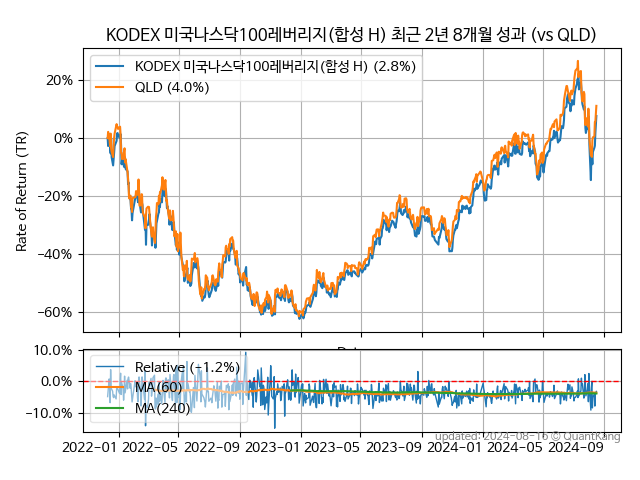 KODEX 미국나스닥100레버리지(합성 H) 최근 2년 8개월 성과 (vs QLD)
KODEX 미국나스닥100레버리지(합성 H) (2.8%)
QLD (4.0%)
Rate of Return (TR)
20%
0%
−20%
−40%
−60%
10.0%
0.0%
−10.0%
Relative (−1.2%)
MA(60)
MA(240)
2022−01 2022−05 2022−09 2023−01 2023−05 2023−09 2024−01 2024−05 2024−09
updated: 2024−08−16 © QuantKang